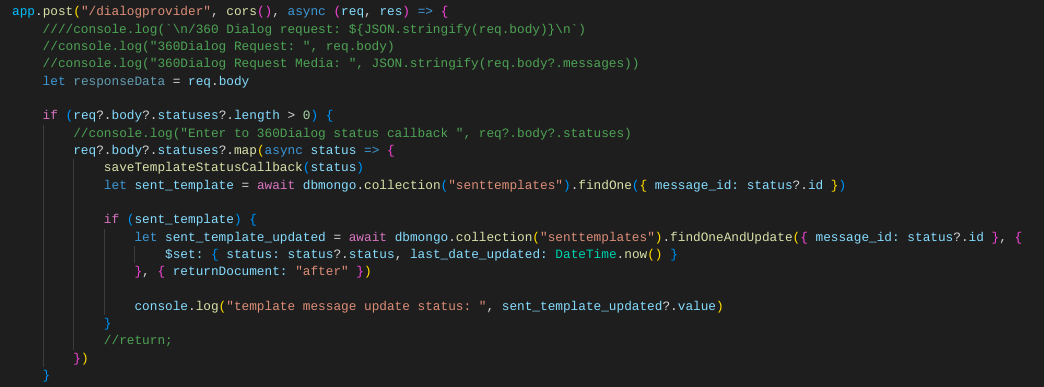 app.post("/dialogprovider", cors(), async (req, res) => {
////console.log(`\n/360 Dialog request: ${JSON.stringify(req.body)}\n`)
//console.log("360Dialog Request: ", req.body)
//console.log("360Dialog Request Media: ", JSON.stringify(req.body?.messages))
let responseData = req.body
if (req?.body?.statuses?.length > 0) {
//console.log("Enter to 360Dialog status callback ", req?.body?.statuses)
req?.body?.statuses?.map(async status => {
saveTemplateStatusCallback(status)
let sent_template = await dbmongo.collection("senttemplates").findOne({ message_id: status?.id })
if (sent_template) {
let sent_template_updated = await dbmongo.collection("senttemplates").findOneAndUpdate({ message_id: status?.id }, {
$set: { status: status?.status, last_date_updated: DateTime.now() }
}, { returnDocument: "after" })
console.log("template message update status: ", sent_template_updated?.value)
}
//return;
})
}